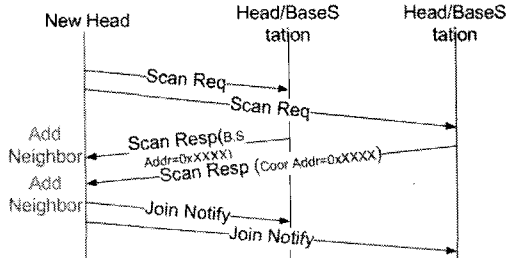 New Head
Head/BaseS
tation
Head/BaseS
tation
Scan Req
Scan Req
Add
Neighbor
Scan Resp(B.S
Addr=0xXXXX)
Scan Resp (Coor Addr=0xXXXX)
Add
Neighbor
Join Notify
Join Notify